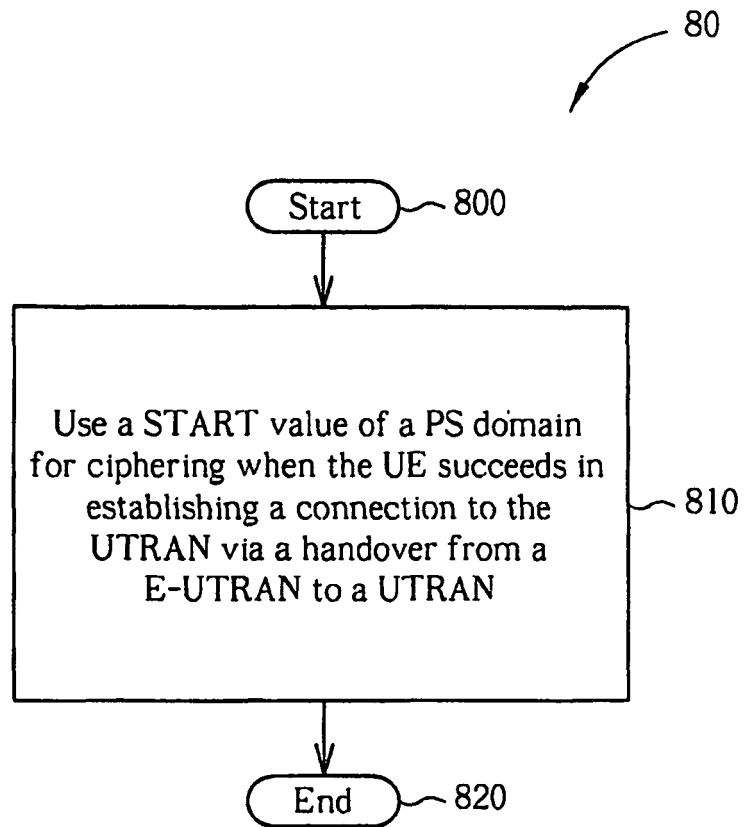 80
Start
800
Use a START value of a PS domain
for ciphering when the UE succeeds in
establishing a connection to the
UTRAN via a handover from a
E-UTRAN to a UTRAN
810
End
820